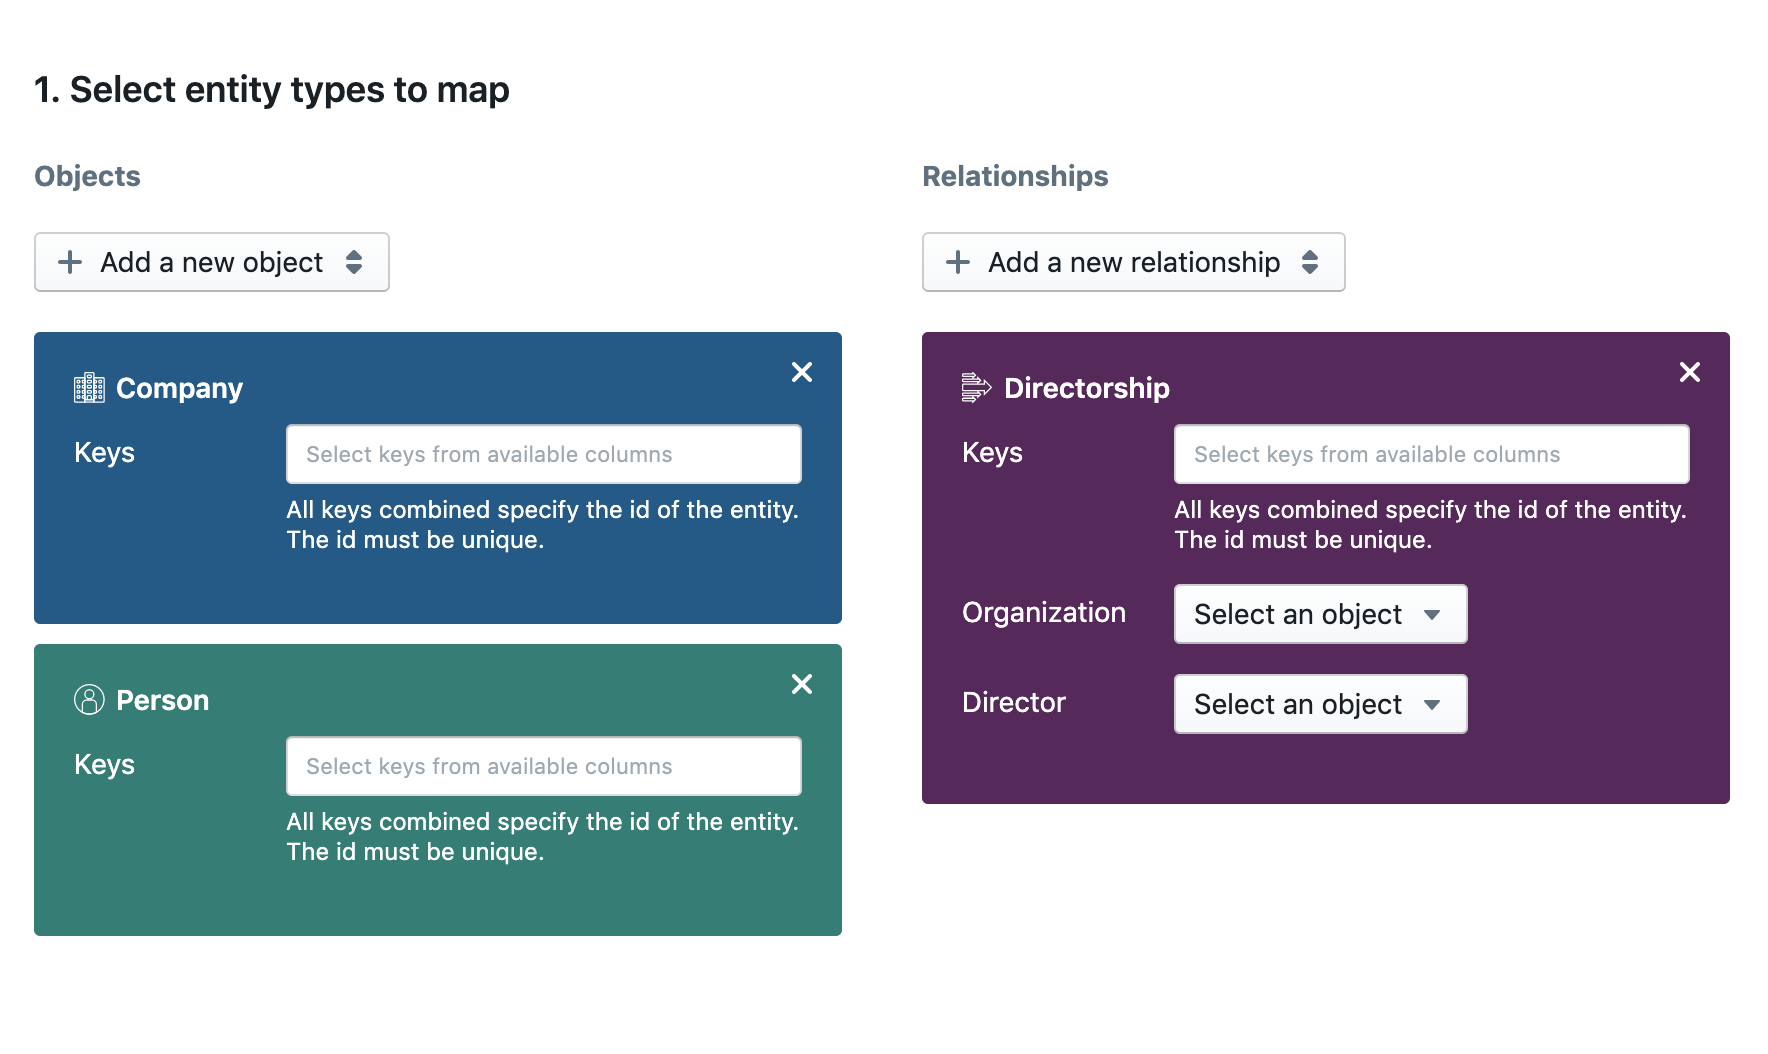 1. Select entity types to map
Objects
Add a new object
Company
Keys
Select keys from available columns
All keys combined specify the id of the entity.
The id must be unique.
Person
Keys
Select keys from available columns
All keys combined specify the id of the entity.
The id must be unique.
Relationships
Add a new relationship
Directorship
Keys
Select keys from available columns
All keys combined specify the id of the entity.
The id must be unique.
Organization
Select an object
Director
Select an object